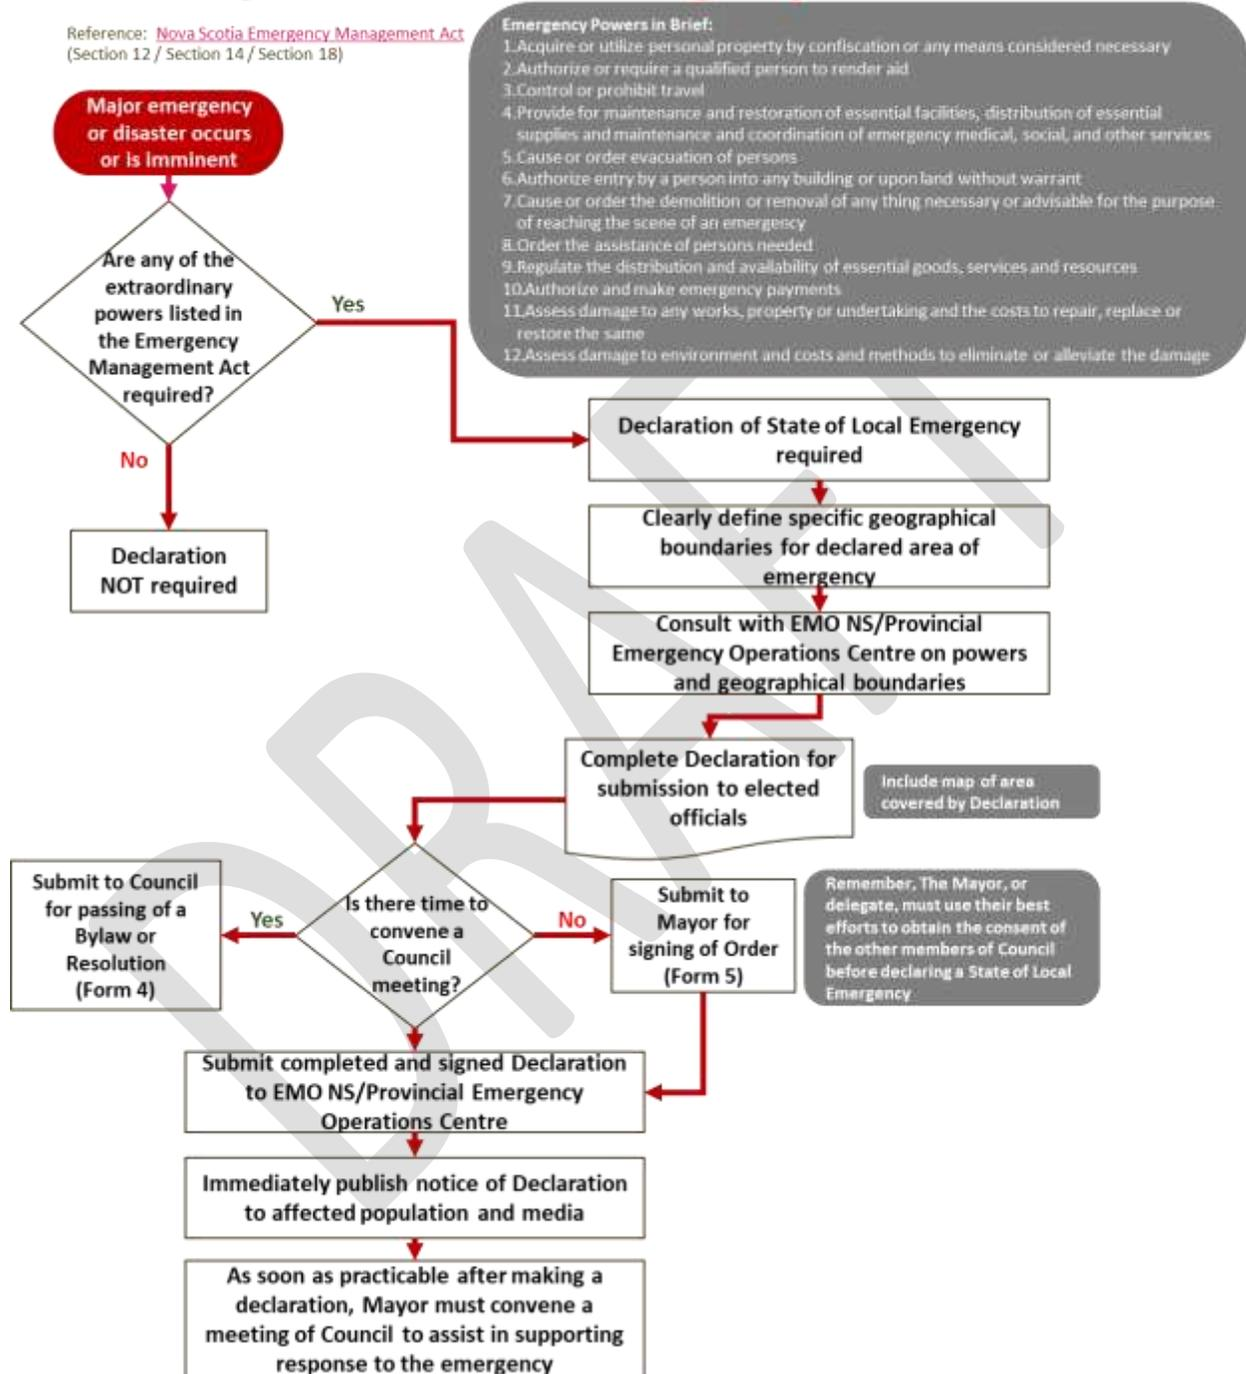 Reference: Nova Scotia Emergency Management Act
(Section 12 / Section 14 / Section 18)
Emergency Powers in Brief:
1.Acquire or utilize personal property by confiscation or any means considered necessary
2.Authorize or require a qualified person to render aid
3.Control or prohibit travel
4.Provide for maintenance and restoration of essential facilities, distribution of essential
supplies and maintenance and coordination of emergency medical, social, and other services
5.Cause or order evacuation of persons
6.Authorize entry by a person into any building or upon land without warrant
7.Cause or order the demolition or removal of any thing necessary or advisable for the purpose
of reaching the scene of an emergency
8.Order the assistance of persons needed
9.Regulate the distribution and availability of essential goods, services and resources
10.Authorize and make emergency payments
11.Assess damage to any works, property or undertaking and the costs to repair, replace or
restore the same
12.Assess damage to environment and costs and methods to eliminate or alleviate the damage
Major emergency
or disaster occurs
or is imminent
Are any of the
extraordinary
powers listed in
the Emergency
Management Act
required?
Yes
No
Declaration
NOT required
Declaration of State of Local Emergency
required
Clearly define specific geographical
boundaries for declared area of
emergency
Consult with EMO NS/Provincial
Emergency Operations Centre on powers
and geographical boundaries
Complete Declaration for
submission to elected
officials
Include map of area
covered by Declaration
Is there time to
convene a
Council
meeting?
Yes
No
Submit to Council
for passing of a
Bylaw or
Resolution
(Form 4)
Submit to
Mayor for
signing of Order
(Form 5)
Remember, The Mayor, or
delegate, must use their best
efforts to obtain the consent of
the other members of Council
before declaring a State of Local
Emergency
Submit completed and signed Declaration
to EMO NS/Provincial Emergency
Operations Centre
Immediately publish notice of Declaration
to affected population and media
As soon as practicable after making a
declaration, Mayor must convene a
meeting of Council to assist in supporting
response to the emergency
DRAFT